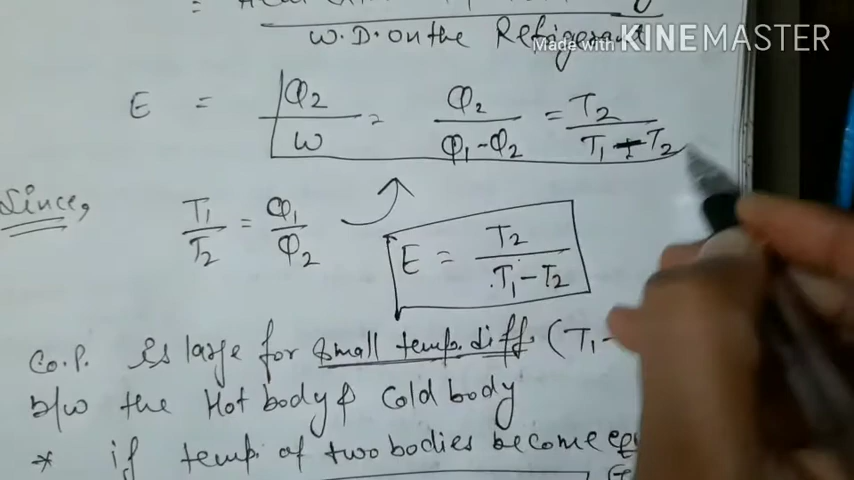 =
W.D. on the Refrigerant
Made with KINEMASTER
E = Q2/W = Q2/Q1-Q2 = T2/T1-T2
Since, T1/T2 = Q1/Q2
E = T2/T1-T2
Co.P. is large for small temp. diff. (T1-
b/w the Hot body & Cold body
* if temp. of two bodies become